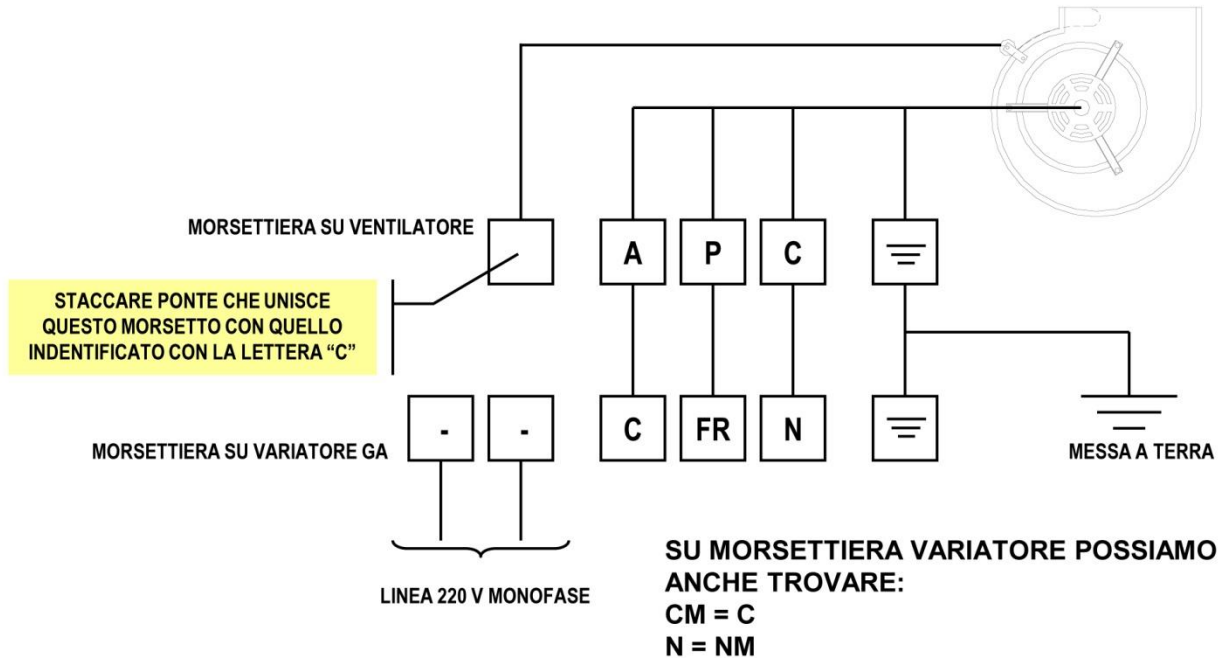 MORSETTIERA SU VENTILATORE
A
P
C
STACCARE PONTE CHE UNISCE
QUESTO MORSETTO CON QUELLO
INDENTIFICATO CON LA LETTERA “C”
MORSETTIERA SU VARIATORE GA
-
-
C
FR
N
MESSA A TERRA
LINEA 220 V MONOFASE
SU MORSETTIERA VARIATORE POSSIAMO
ANCHE TROVARE:
CM = C
N = NM